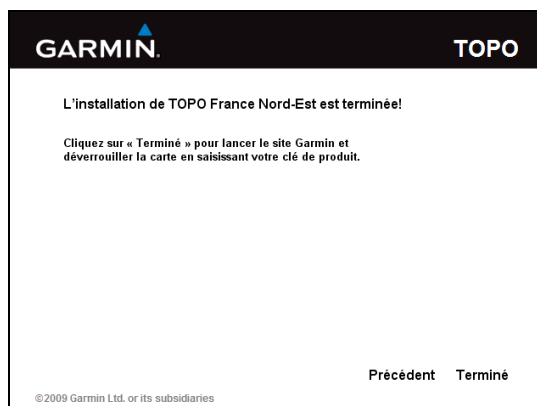 GARMIN.
TOPO
L'installation de TOPO France Nord-Est est terminée!
Cliquez sur « Terminé » pour lancer le site Garmin et
déverrouiller la carte en saisissant votre clé de produit.
Précédent Terminé
©2009 Garmin Ltd. or its subsidiaries